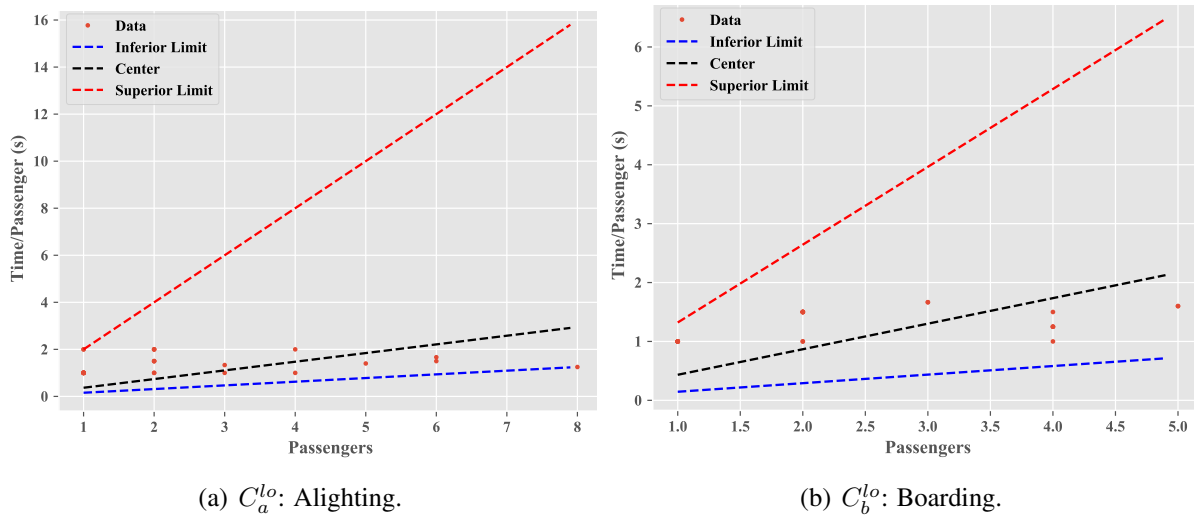 16
14
12
10
8
6
4
2
0
Time/Passenger (s)
Data
Inferior Limit
Center
Superior Limit
1 2 3 4 5 6 7 8
Passengers
(a) C_a^{lo}: Alighting.
6
5
4
3
2
1
0
Time/Passenger (s)
Data
Inferior Limit
Center
Superior Limit
1.0 1.5 2.0 2.5 3.0 3.5 4.0 4.5 5.0
Passengers
(b) C_b^{lo}: Boarding.